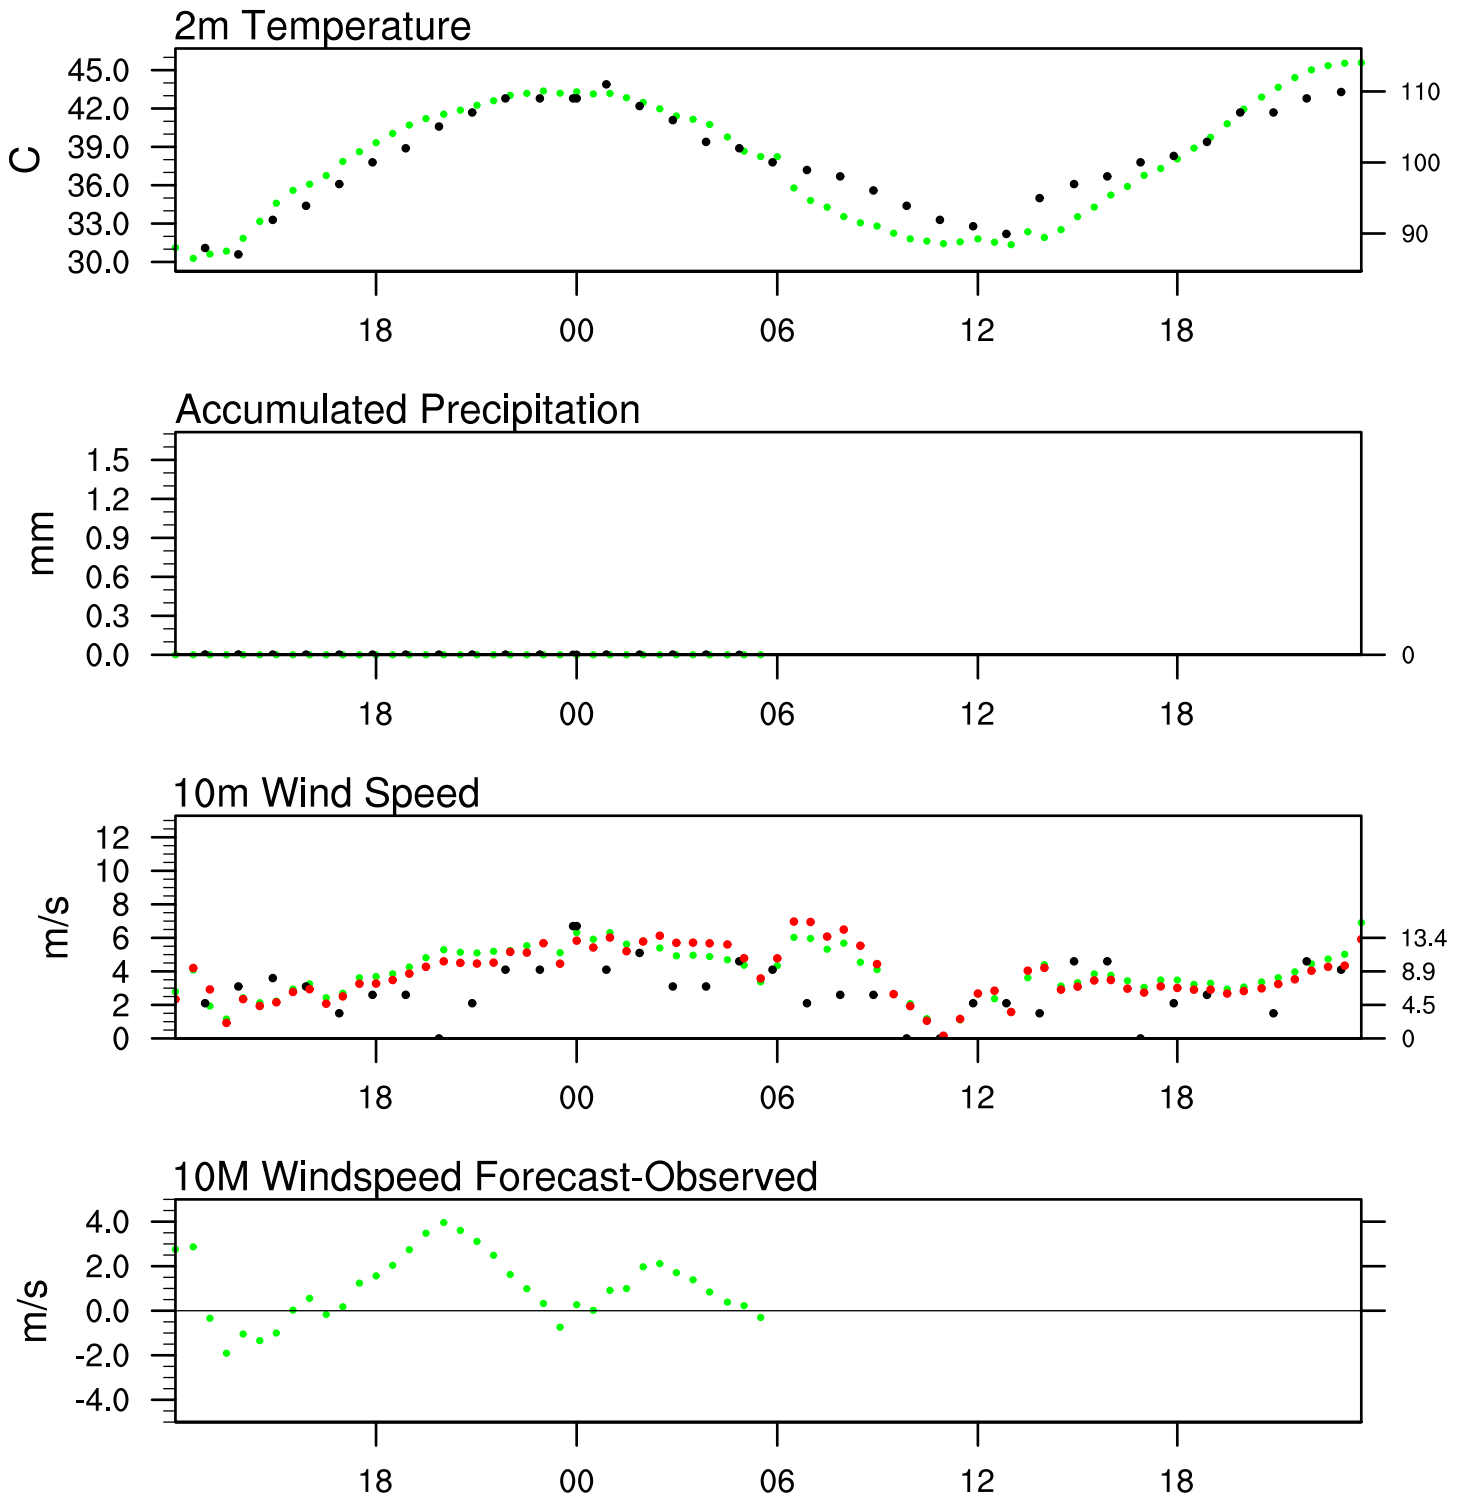 2m Temperature
45.0
42.0
39.0
36.0
33.0
30.0
C
110
100
90
18 00 06 12 18
Accumulated Precipitation
1.5
1.2
0.9
0.6
0.3
0.0
mm
0
18 00 06 12 18
10m Wind Speed
12
10
8
6
4
2
0
m/s
13.4
8.9
4.5
0
18 00 06 12 18
10M Windspeed Forecast-Observed
4.0
2.0
0.0
-2.0
-4.0
m/s
18 00 06 12 18